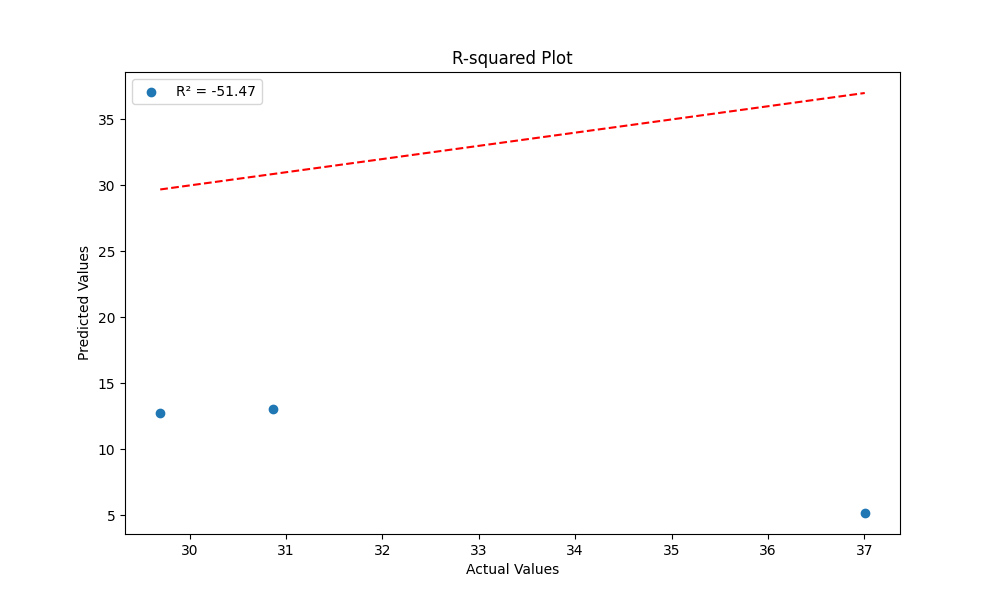 R-squared Plot
R² = -51.47
35
30
25
20
15
10
5
Predicted Values
30 31 32 33 34 35 36 37
Actual Values